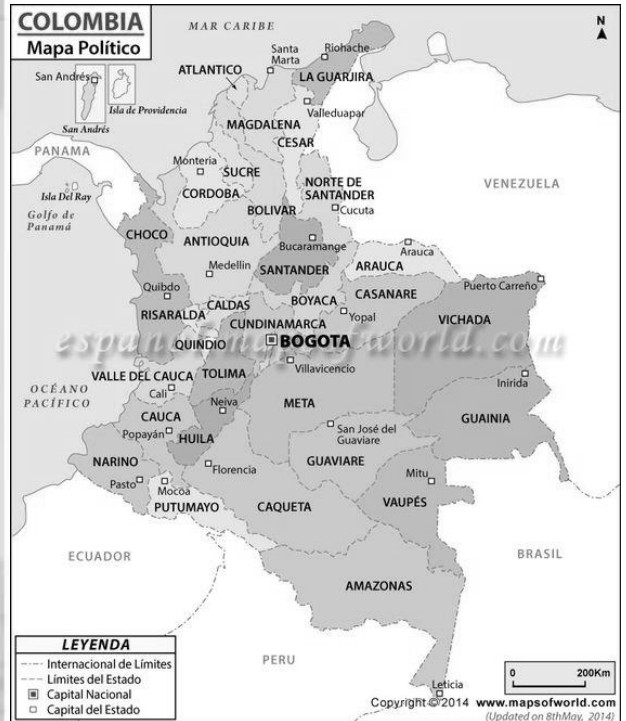 COLOMBIA
Mapa Político
N
MAR CARIBE
Santa
Marta
Riohache
San Andrés
Isla de Providencia
San Andrés
ATLANTICO
LA GUARJIRA
Valleduapar
MAGDALENA
CESAR
PANAMA
Monteria
SUCRE
CORDOBA
NORTE DE
SANTANDER
VENEZUELA
Isla Del Ray
Golfo de
Panamá
BOLIVAR
Cucuta
CHOCO
ANTIOQUIA
Bucaramange
Arauca
Medellin
SANTANDER
ARAUCA
Puerto Carreño
Quibdo
BOYACA
CASANARE
RISARALDA
CALDAS
Yopal
VICHADA
CUNDINAMARCA
espanol.mapsofworld.com
QUINDIO
BOGOTA
Villavicencio
VALLE DEL CAUCA
TOLIMA
Inirida
OCÉANO
PACÍFICO
Cali
META
Neiva
CAUCA
GUAINIA
Popayán
San José del
Guaviare
HUILA
NARINO
Florencia
GUAVIARE
Mitu
Pasto
Mocoa
VAUPÉS
PUTUMAYO
CAQUETA
ECUADOR
BRASIL
AMAZONAS
LEYENDA
Internacional de Límites
Límites del Estado
Capital Nacional
Capital del Estado
PERU
0 200Km
Leticia
Copyright © 2014 www.mapsofworld.com
(Updated on 8thMay, 2014)